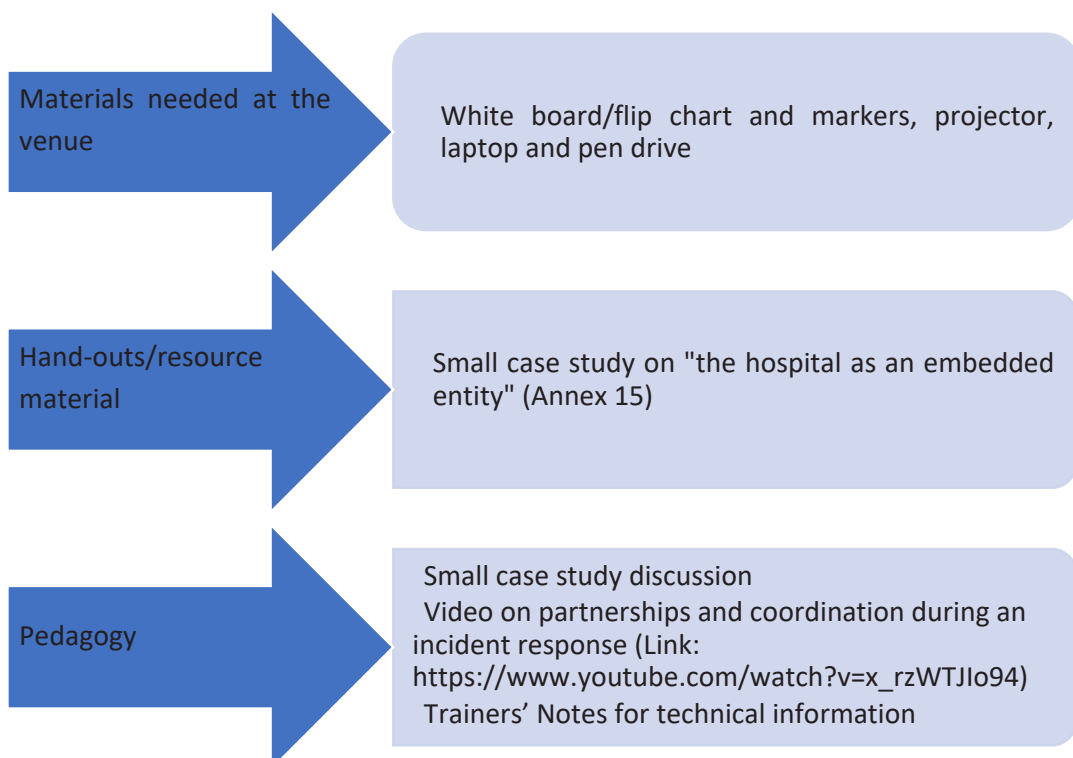 Materials needed at the
venue
White board/flip chart and markers, projector,
laptop and pen drive
Hand-outs/resource
material
Small case study on "the hospital as an embedded
entity" (Annex 15)
Pedagogy
Small case study discussion
Video on partnerships and coordination during an
incident response (Link:
https://www.youtube.com/watch?v=x_rzWTJIo94)
Trainers’ Notes for technical information